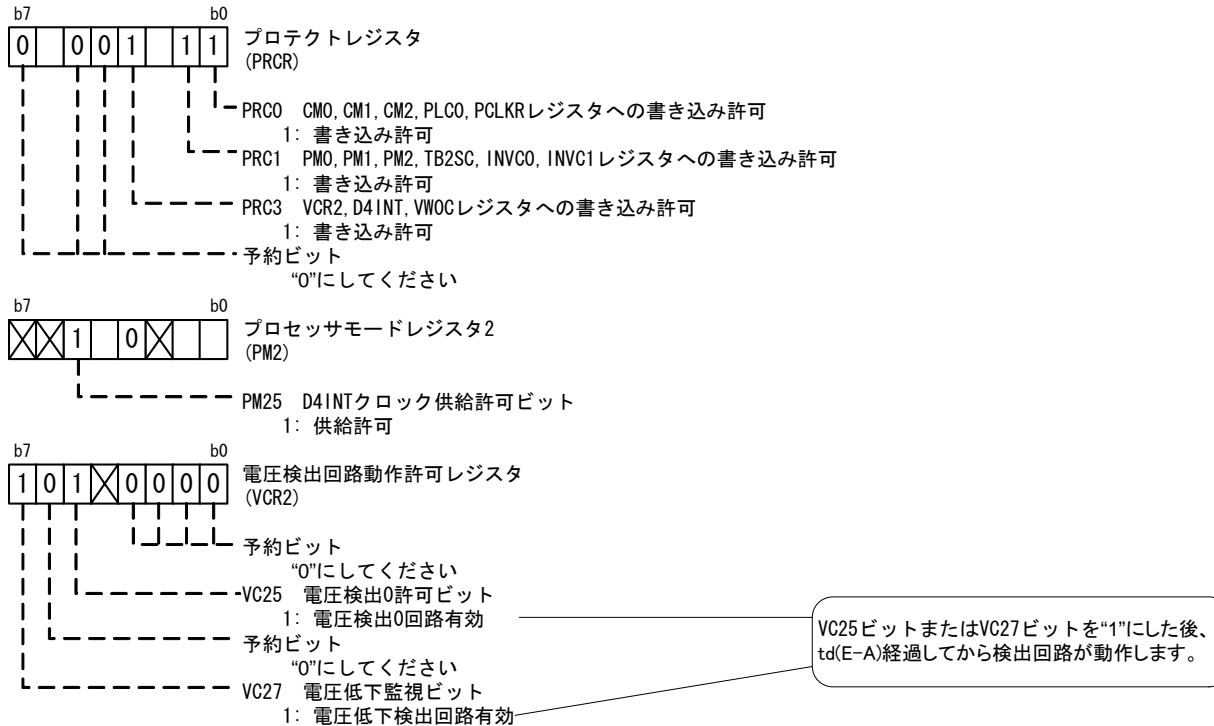 b7 b0
0 0 0 1 1 1 プロテクトレジスタ
(PRCR)
PRC0 CM0, CM1, CM2, PLC0, PCLKRレジスタへの書き込み許可
1: 書き込み許可
PRC1 PM0, PM1, PM2, TB2SC, INVC0, INVC1レジスタへの書き込み許可
1: 書き込み許可
PRC3 VCR2, D4INT, VW0Cレジスタへの書き込み許可
1: 書き込み許可
予約ビット
“0”にしてください
b7 b0
1 0 プロセッサモードレジスタ2
(PM2)
PM25 D4INTクロック供給許可ビット
1: 供給許可
b7 b0
1 0 1 0 0 0 0 電圧検出回路動作許可レジスタ
(VCR2)
予約ビット
“0”にしてください
VC25 電圧検出0許可ビット
1: 電圧検出0回路有効
予約ビット
“0”にしてください
VC27 電圧低下監視ビット
1: 電圧低下検出回路有効
VC25ビットまたはVC27ビットを“1”にした後、
td(E-A)経過してから検出回路が動作します。